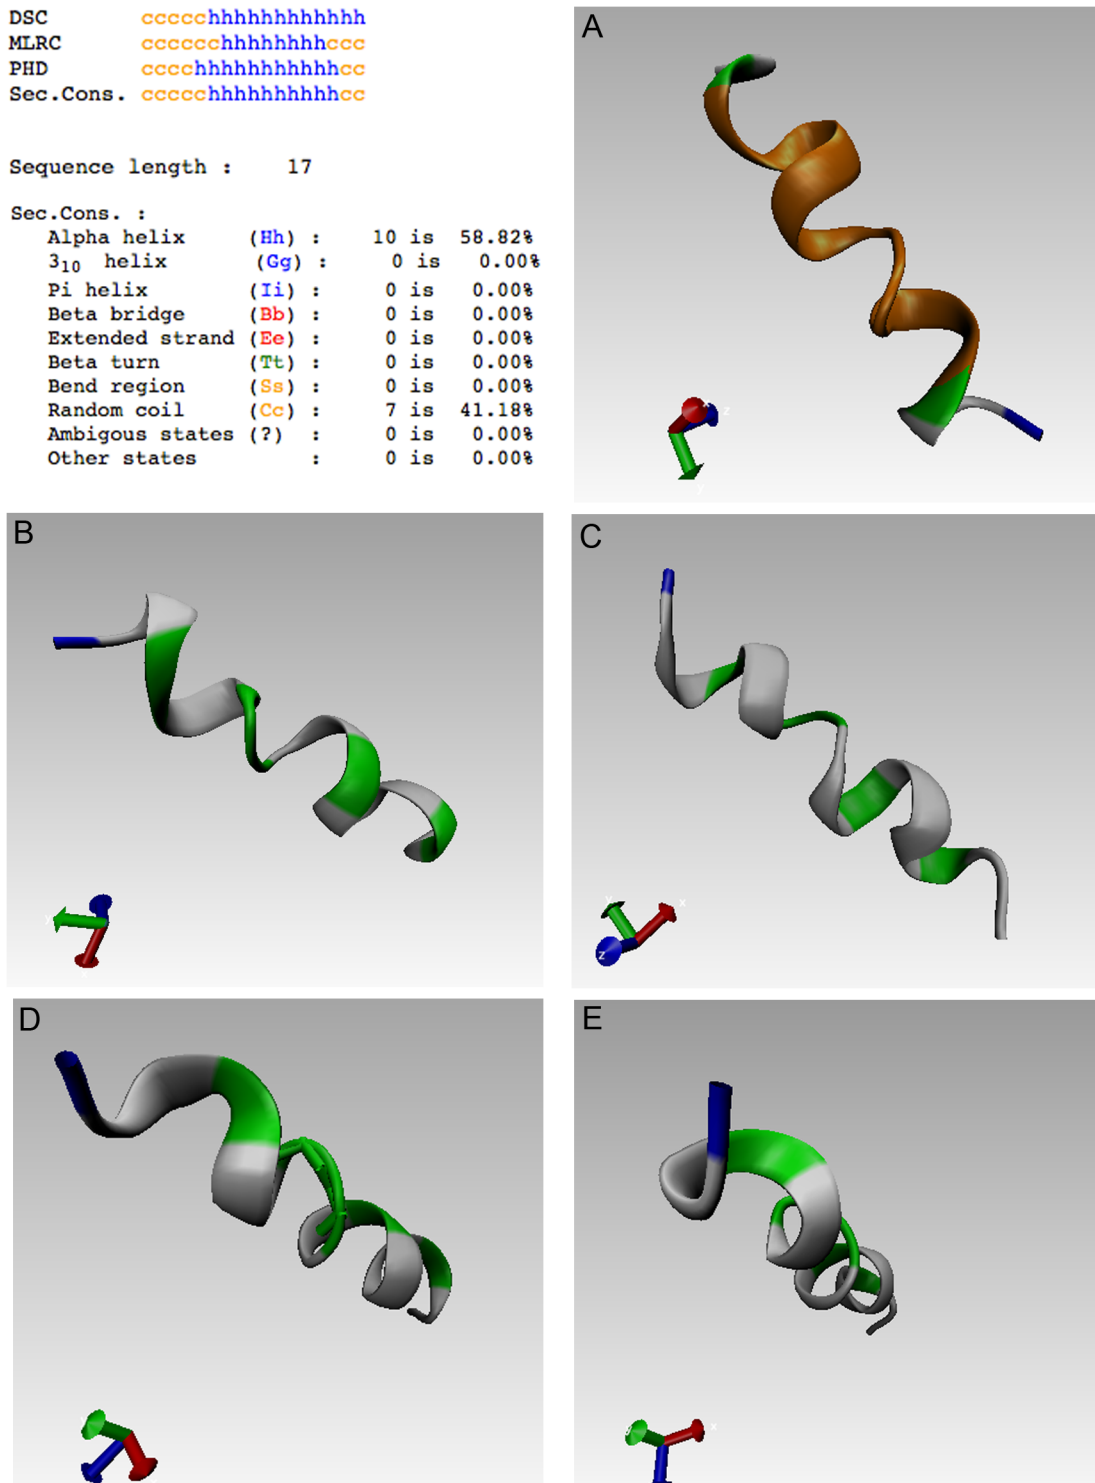 DSC ccccchhhhhhhhhhhh
MLRC cccccchhhhhhhhccc
PHD cccchhhhhhhhhhhcc
Sec.Cons. ccccchhhhhhhhhhcc
Sequence length : 17
Sec.Cons. :
Alpha helix (Hh) : 10 is 58.82%
3₁₀ helix (Gg) : 0 is 0.00%
Pi helix (Ii) : 0 is 0.00%
Beta bridge (Bb) : 0 is 0.00%
Extended strand (Ee) : 0 is 0.00%
Beta turn (Tt) : 0 is 0.00%
Bend region (Ss) : 0 is 0.00%
Random coil (Cc) : 7 is 41.18%
Ambigous states (?) : 0 is 0.00%
Other states : 0 is 0.00%
A
z
y
B
C
x
z
D
E
x